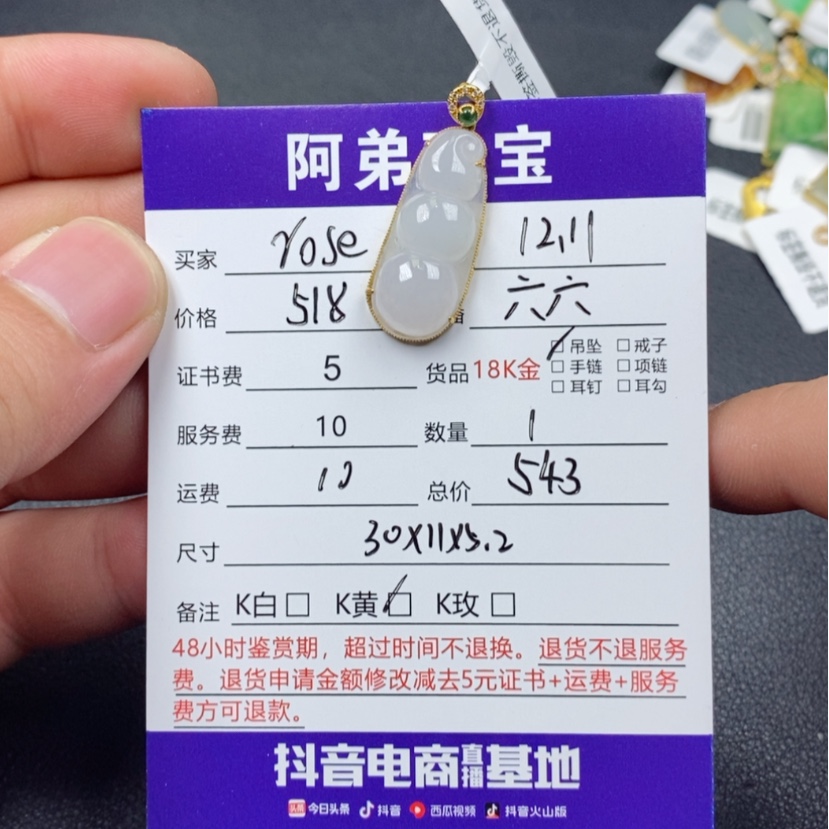 阿弟 宝
买家 rose 12.11
价格 518 六六
证书费 5 货品 18K金 □吊坠 □戒子
□手链 □项链
□耳钉 □耳勾
服务费 10 数量 1
运费 10 总价 543
尺寸 30X11X5.2
备注 K白□ K黄□ K玫□
48小时鉴赏期，超过时间不退换。退货不退服务
费。退货申请金额修改减去5元证书+运费+服务
费方可退款。
抖音电商直播基地
头条 今日头条 抖音 西瓜视频 抖音火山版